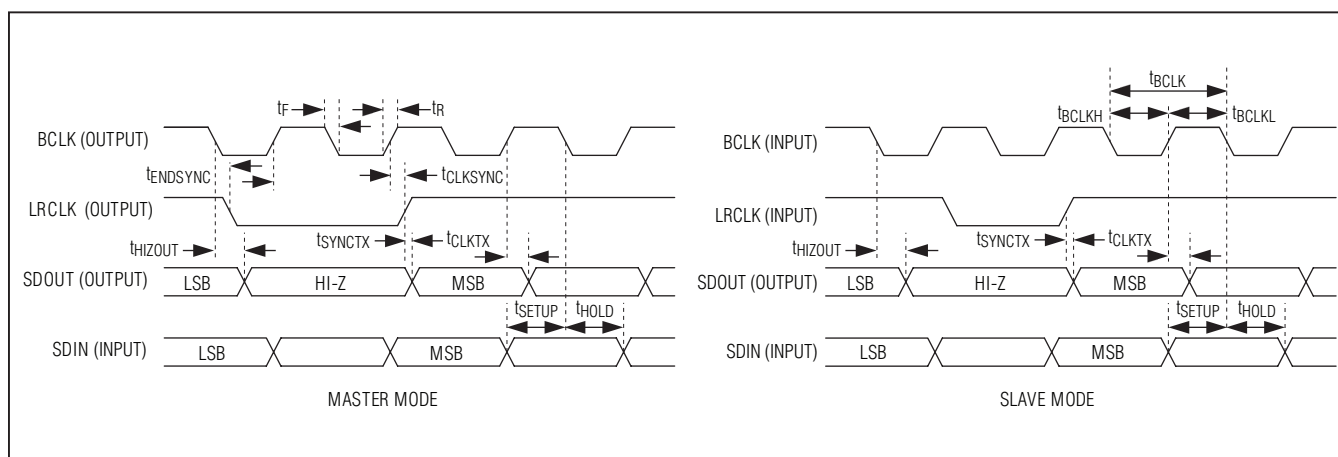 tF
tR
BCLK (OUTPUT)
tENDSYNC
tCLKSYNC
LRCLK (OUTPUT)
tHIZOUT
tSYNCTX
tCLKTX
SDOUT (OUTPUT)
LSB
HI-Z
MSB
tSETUP
tHOLD
SDIN (INPUT)
LSB
MSB
MASTER MODE
tBCLK
tBCLKH
tBCLKL
BCLK (INPUT)
LRCLK (INPUT)
tHIZOUT
tSYNCTX
tCLKTX
SDOUT (OUTPUT)
LSB
HI-Z
MSB
tSETUP
tHOLD
SDIN (INPUT)
LSB
MSB
SLAVE MODE